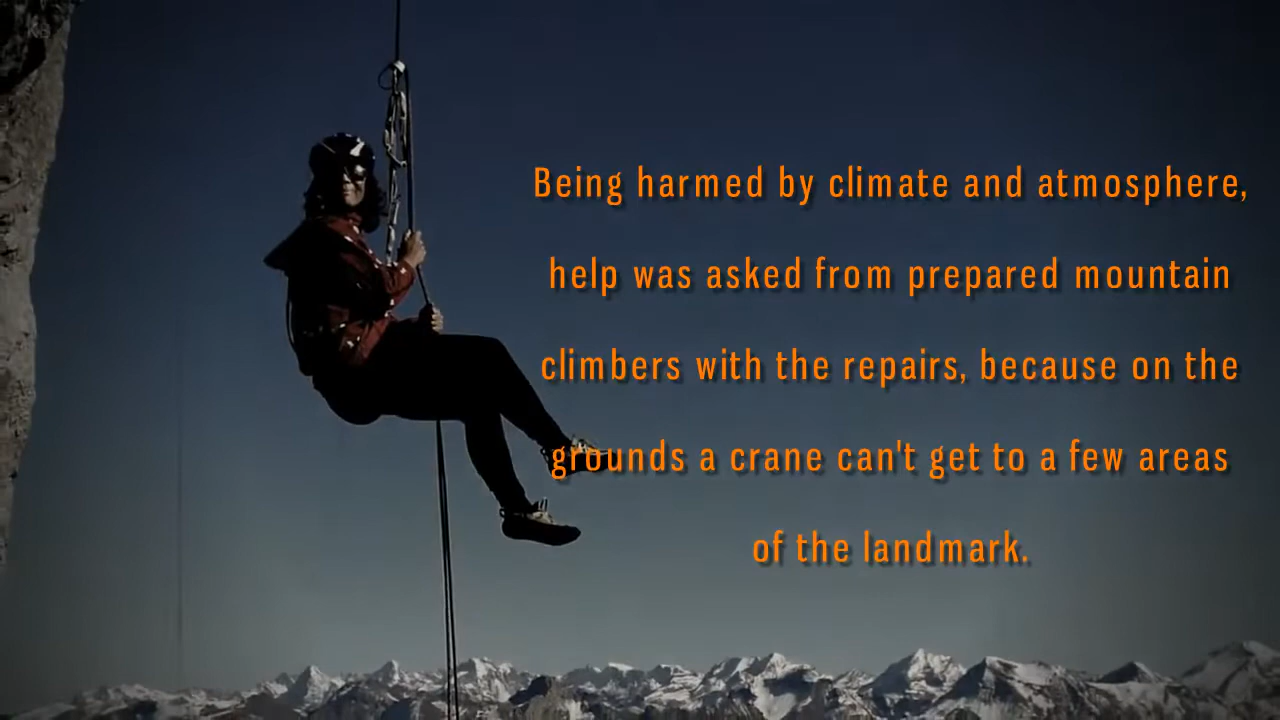 Being harmed by climate and atmosphere,
help was asked from prepared mountain
climbers with the repairs, because on the
grounds a crane can't get to a few areas
of the landmark.